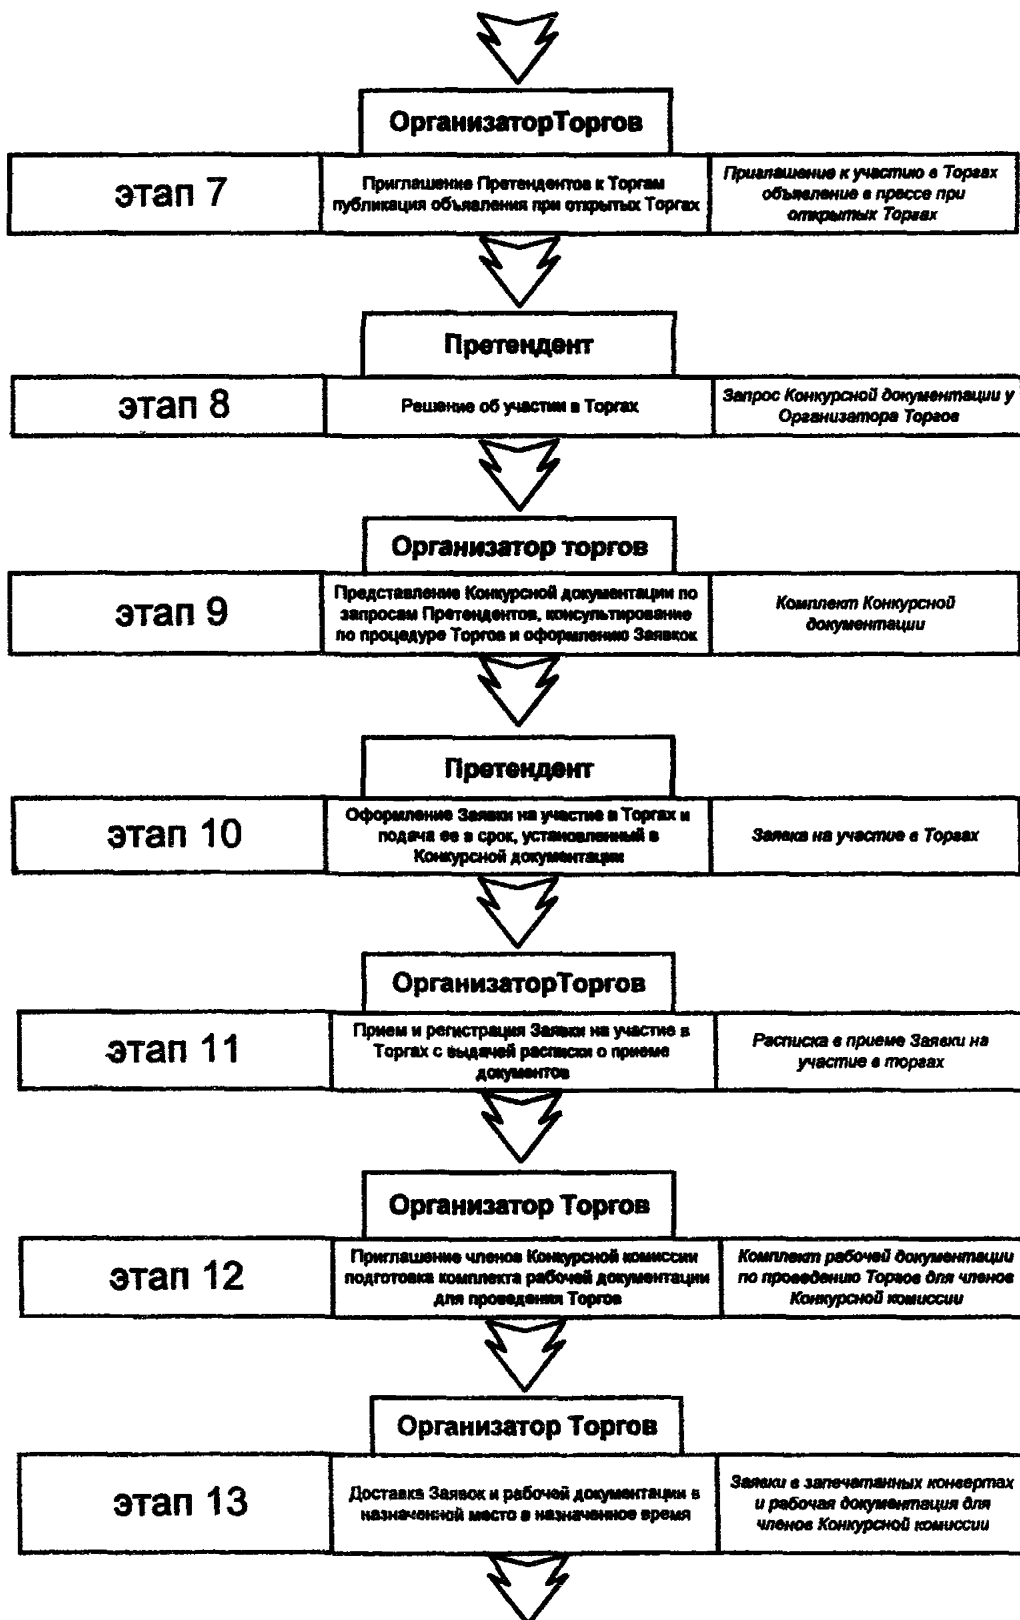 ОрганизаторТоргов
этап 7
Приглашение Претендентов к Торгам
публикация объявления при открытых Торгах
Приглашение к участию в Торгах
объявление в прессе при
открытых Торгах
Претендент
этап 8
Решение об участии в Торгах
Запрос Конкурсной документации у
Организатора Торгов
Организатор торгов
этап 9
Представление Конкурсной документации по
запросам Претендентов, консультирование
по процедуре Торгов и оформлению Заявкок
Комплект Конкурсной
документации
Претендент
этап 10
Оформление Заявки на участие в Торгах и
подача ее в срок, установленный в
Конкурсной документации
Заявка на участие в Торгах
ОрганизаторТоргов
этап 11
Прием и регистрация Заявки на участие в
Торгах с выдачей расписки о приеме
документов
Расписка в приеме Заявки на
участие в торгах
Организатор Торгов
этап 12
Приглашение членов Конкурсной комиссии
подготовка комплекта рабочей документации
для проведения Торгов
Комплект рабочей документации
по проведению Торгов для членов
Конкурсной комиссии
Организатор Торгов
этап 13
Доставка Заявок и рабочей документации в
назначенной место в назначенное время
Заявки в запечатанных конвертах
и рабочая документация для
членов Конкурсной комиссии